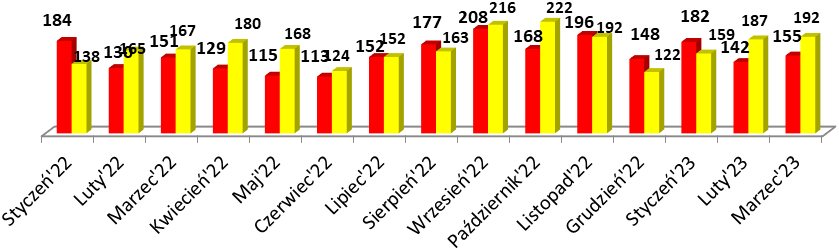 184
138
130
165
151
167
129
180
115
168
113
124
152
152
177
163
208
216
168
222
196
192
148
122
182
159
142
187
155
192
Styczeń'22
Luty'22
Marzec'22
Kwiecień'22
Maj'22
Czerwiec'22
Lipiec'22
Sierpień'22
Wrzesień'22
Październik'22
Listopad'22
Grudzień'22
Styczeń'23
Luty'23
Marzec'23